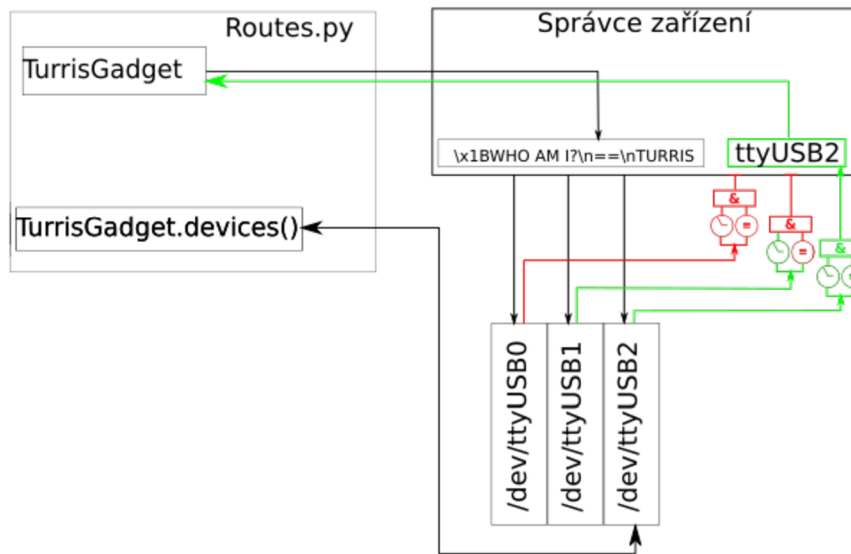 Routes.py
TurrisGadget
TurrisGadget.devices()
Správce zařízení
\x1BWHO AM I?\n==\nTURRIS
ttyUSB2
&
=
&
=
&
=
/dev/ttyUSB0
/dev/ttyUSB1
/dev/ttyUSB2